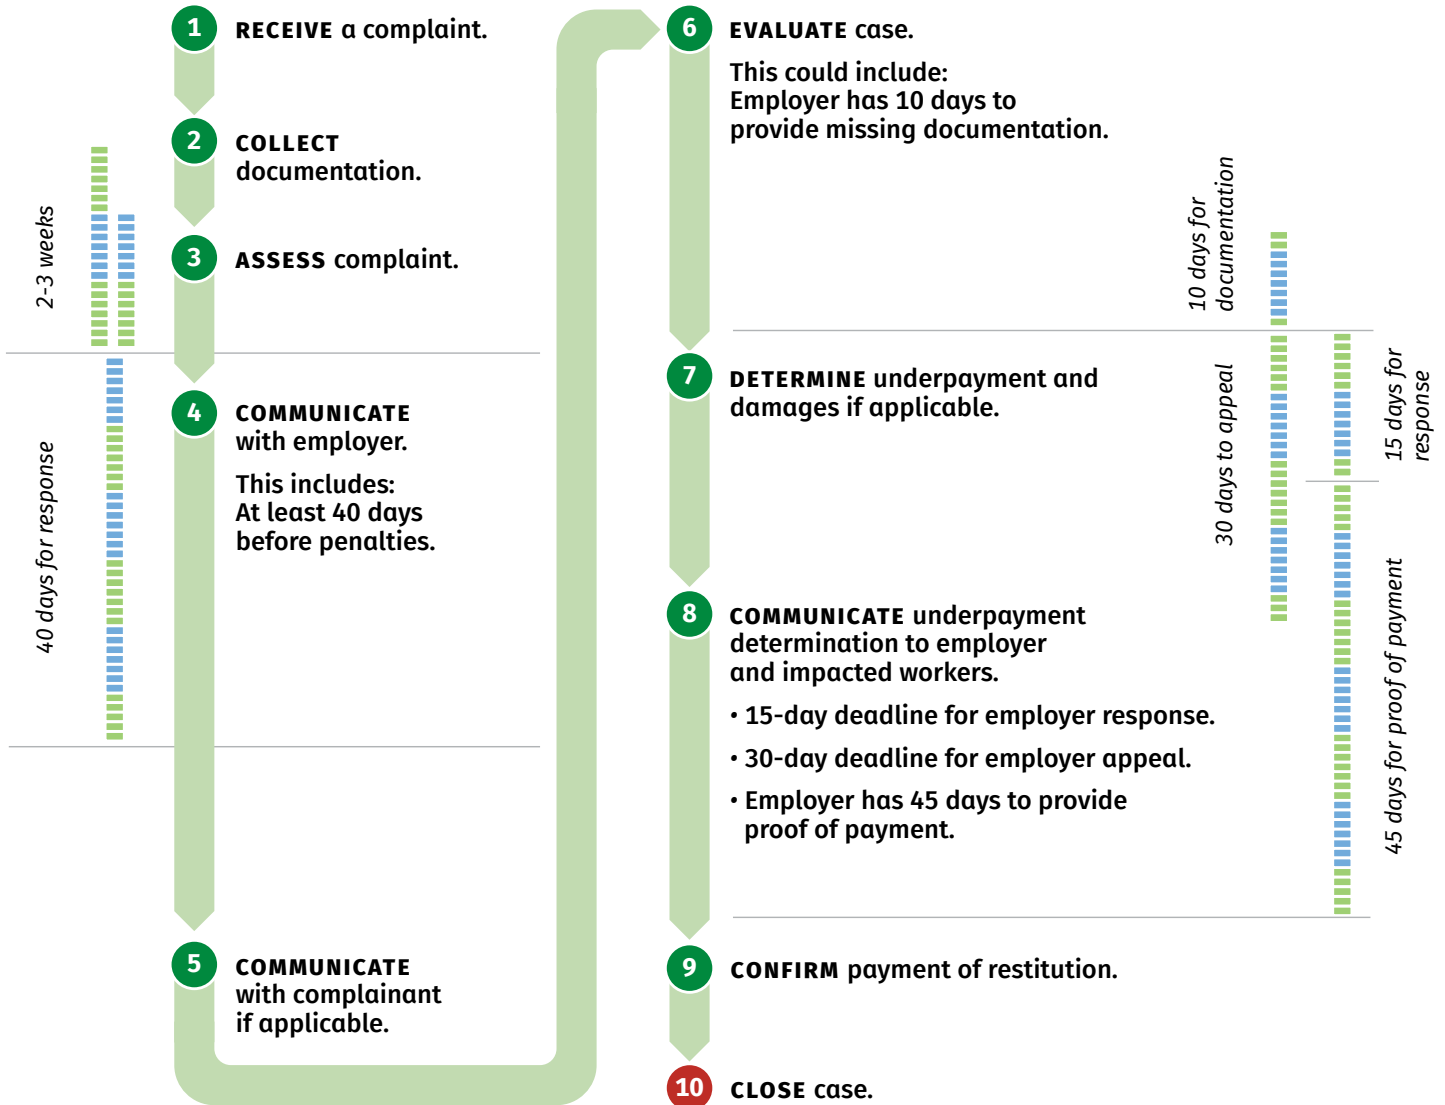 1
RECEIVE a complaint.
2
COLLECT
documentation.
3
ASSESS complaint.
2-3 weeks
4
COMMUNICATE
with employer.
This includes:
At least 40 days
before penalties.
40 days for response
5
COMMUNICATE
with complainant
if applicable.
6
EVALUATE case.
This could include:
Employer has 10 days to
provide missing documentation.
10 days for
documentation
7
DETERMINE underpayment and
damages if applicable.
30 days to appeal
15 days for
response
8
COMMUNICATE underpayment
determination to employer
and impacted workers.
• 15-day deadline for employer response.
• 30-day deadline for employer appeal.
• Employer has 45 days to provide
proof of payment.
45 days for proof of payment
9
CONFIRM payment of restitution.
10
CLOSE case.